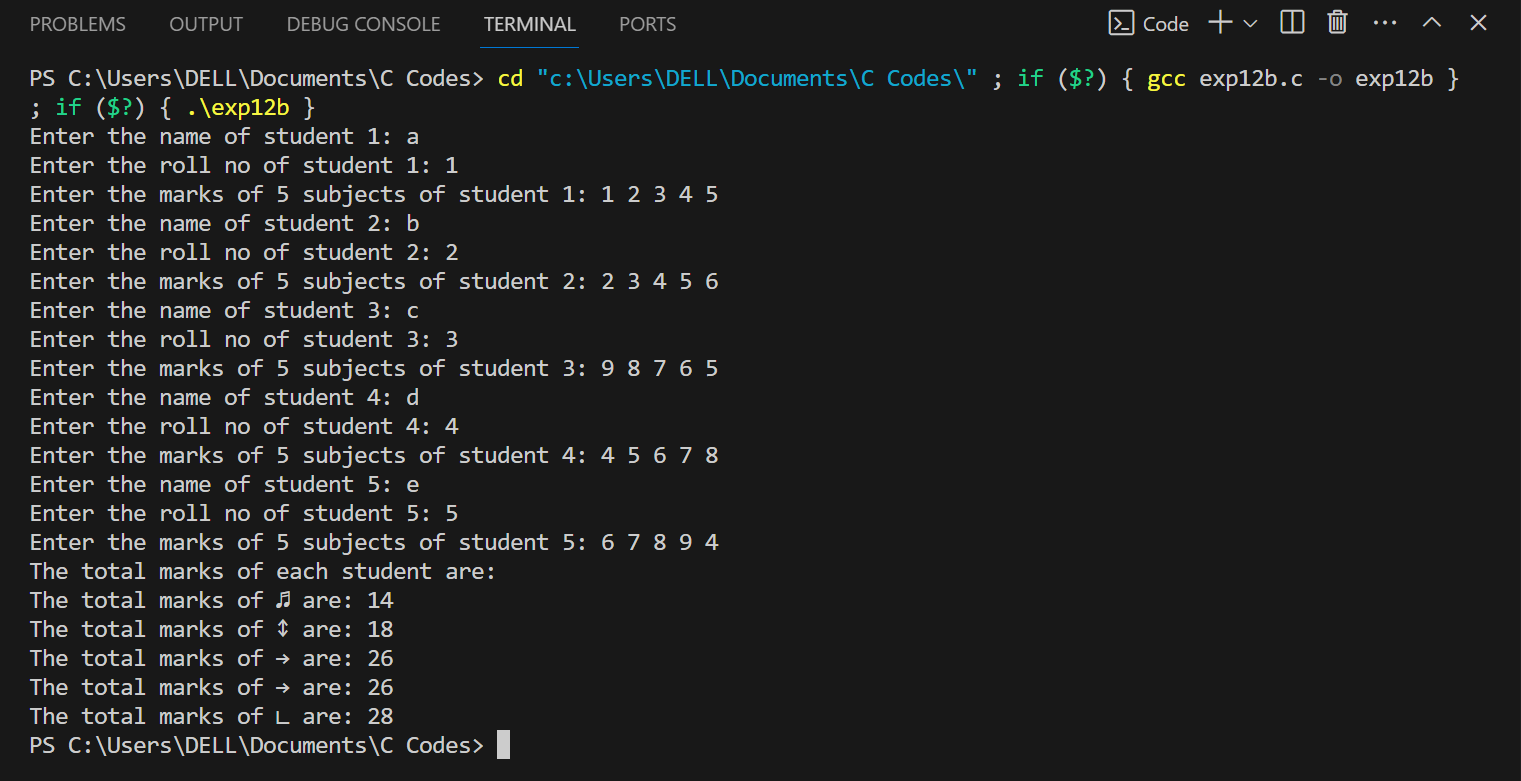 PROBLEMS OUTPUT DEBUG CONSOLE TERMINAL PORTS Code
PS C:\Users\DELL\Documents\C Codes> cd "c:\Users\DELL\Documents\C Codes\" ; if ($?) { gcc exp12b.c -o exp12b }
; if ($?) { .\exp12b }
Enter the name of student 1: a
Enter the roll no of student 1: 1
Enter the marks of 5 subjects of student 1: 1 2 3 4 5
Enter the name of student 2: b
Enter the roll no of student 2: 2
Enter the marks of 5 subjects of student 2: 2 3 4 5 6
Enter the name of student 3: c
Enter the roll no of student 3: 3
Enter the marks of 5 subjects of student 3: 9 8 7 6 5
Enter the name of student 4: d
Enter the roll no of student 4: 4
Enter the marks of 5 subjects of student 4: 4 5 6 7 8
Enter the name of student 5: e
Enter the roll no of student 5: 5
Enter the marks of 5 subjects of student 5: 6 7 8 9 4
The total marks of each student are:
The total marks of ♬ are: 14
The total marks of ↕ are: 18
The total marks of → are: 26
The total marks of → are: 26
The total marks of ∟ are: 28
PS C:\Users\DELL\Documents\C Codes>